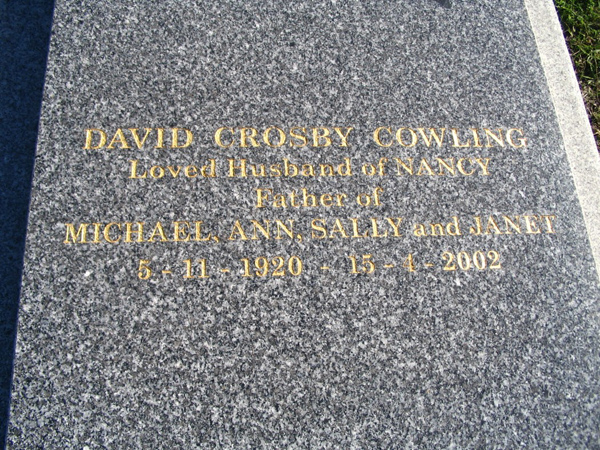 DAVID CROSBY COWLING
Loved Husband of NANCY
Father of
MICHAEL, ANN, SALLY and JANET
5 - 11 - 1920 - 15 - 4 - 2002